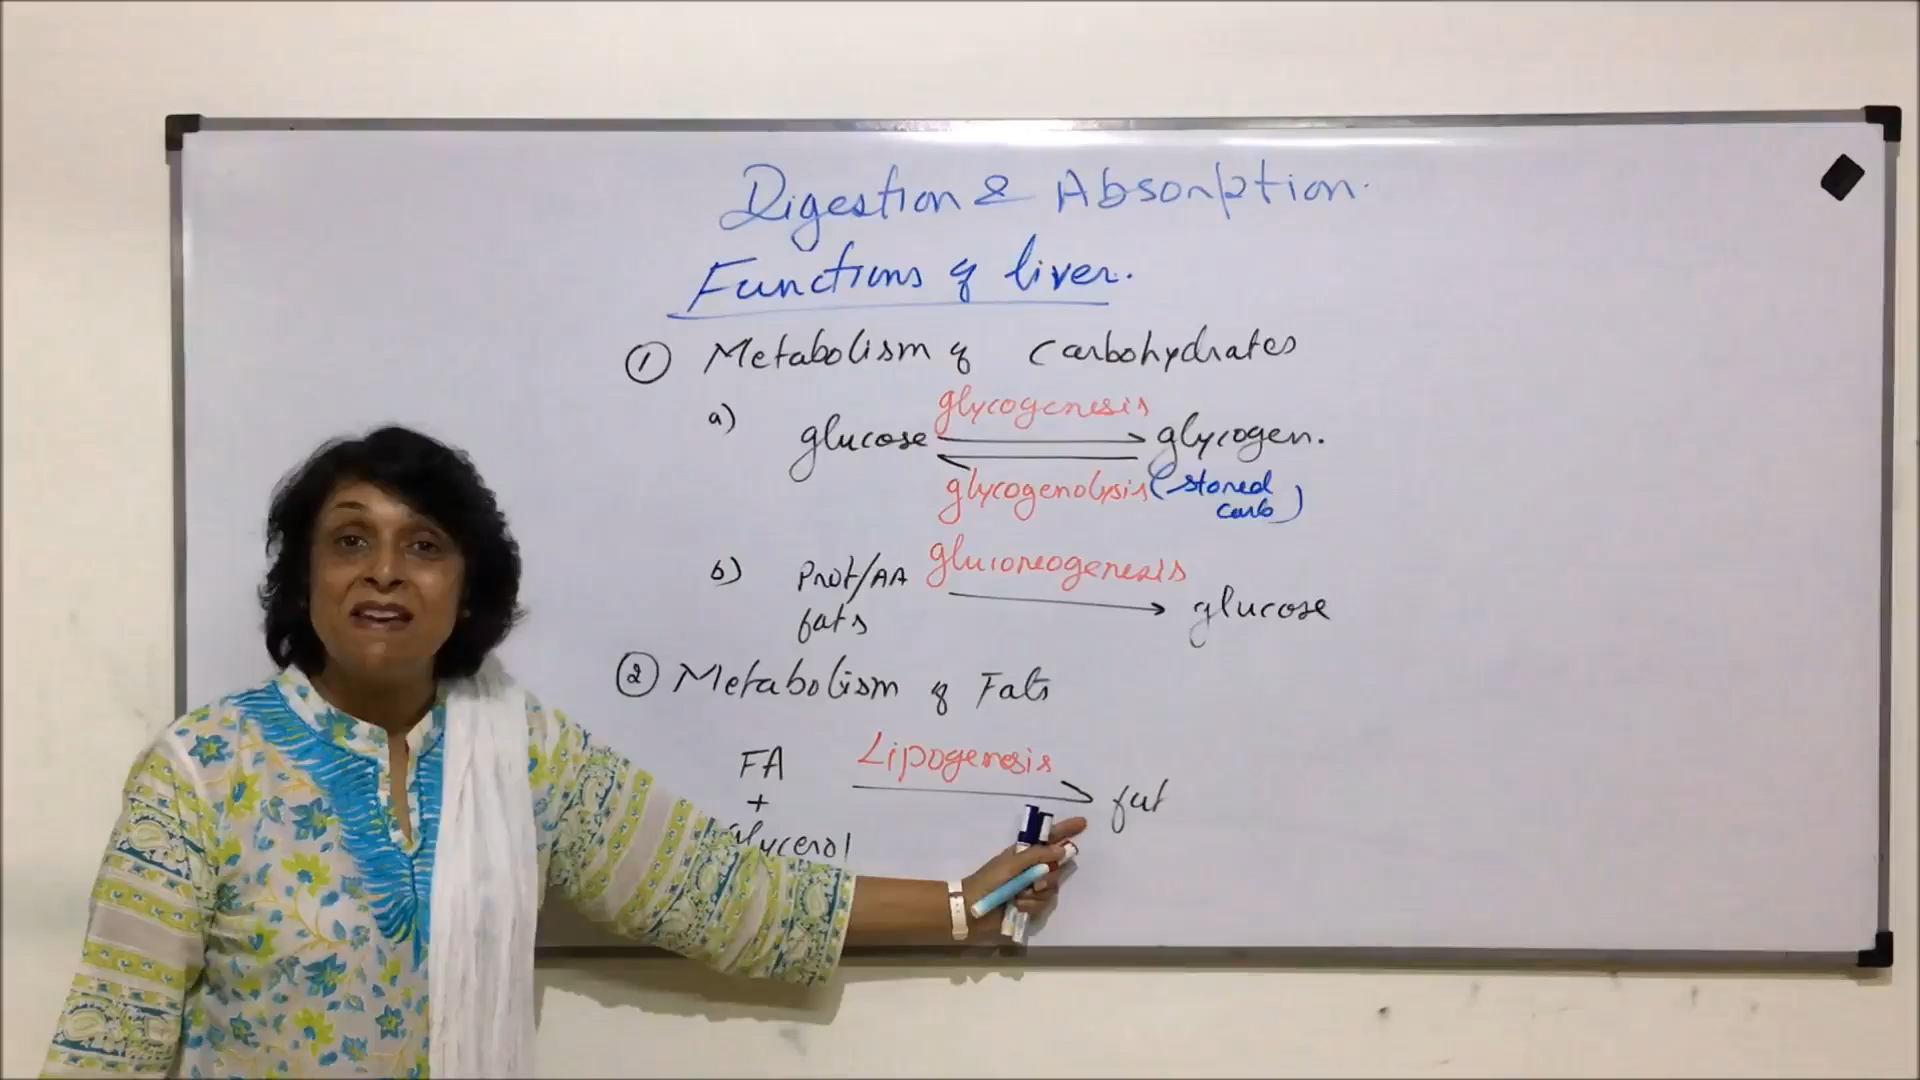 Digestion & Absorption.
Functions of liver.
① Metabolism of Carbohydrates
glycogenesis
a) glucose glycogen.
glycogenolysis (stored
carb)
gluconeogenesis
b) Prot/AA glucose
fats
② Metabolism of Fats
Lipogenesis
FA fat
+
Glycerol